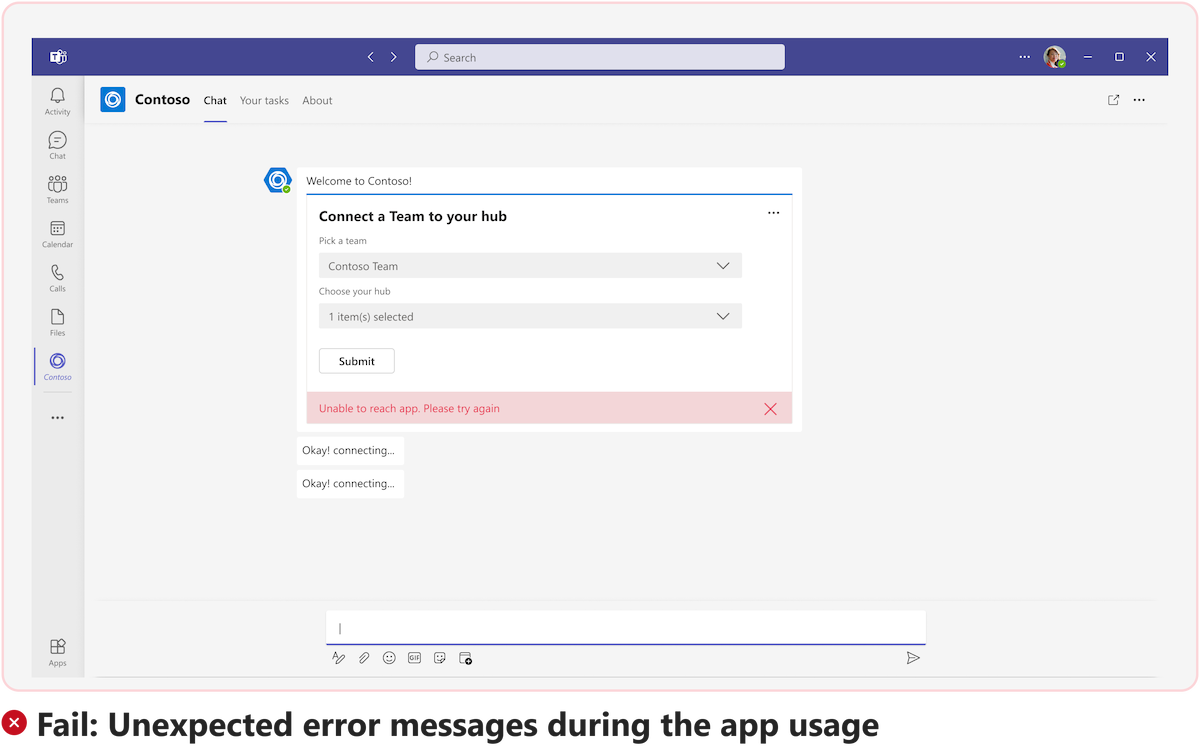 Search
Activity
Chat
Teams
Calendar
Calls
Files
Contoso
Apps
Contoso Chat Your tasks About
Welcome to Contoso!
Connect a Team to your hub
Pick a team
Contoso Team
Choose your hub
1 item(s) selected
Submit
Unable to reach app. Please try again
Okay! connecting...
Okay! connecting...
GIF
Fail: Unexpected error messages during the app usage